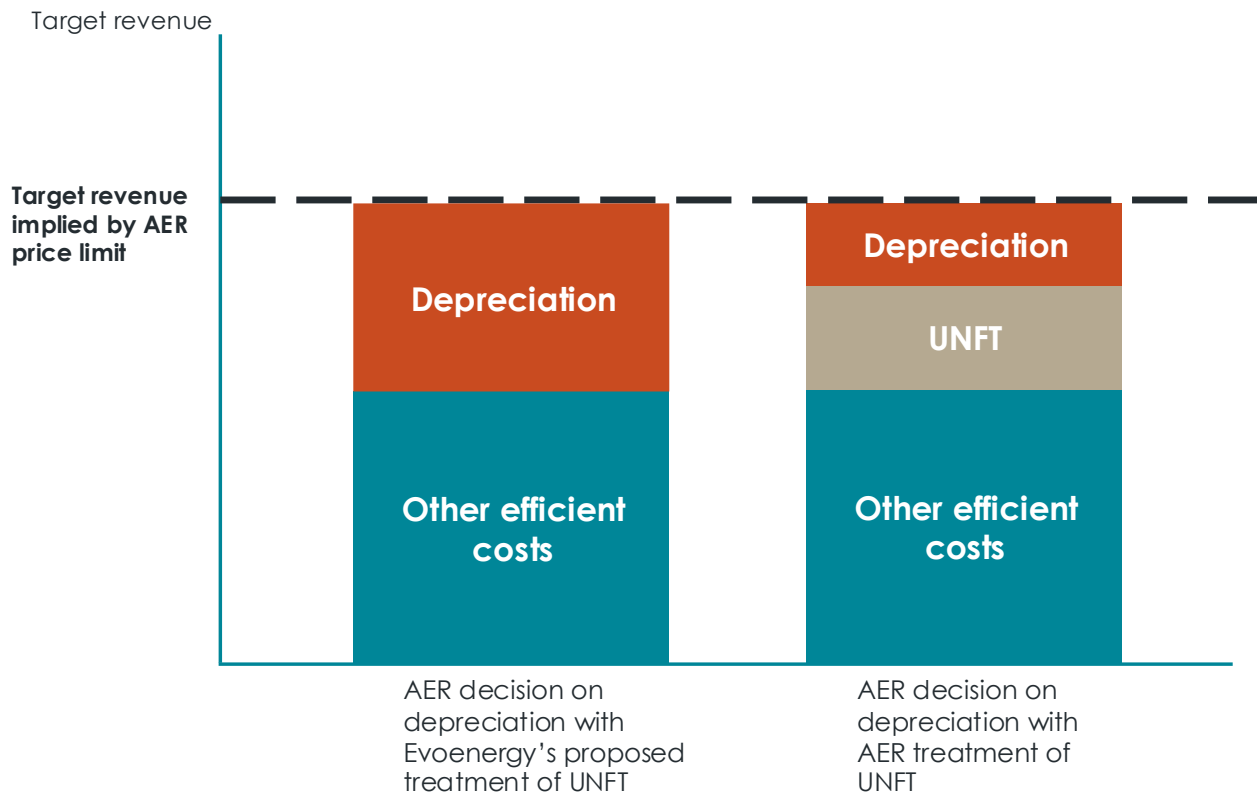 Target revenue
Target revenue
implied by AER
price limit
Depreciation
Other efficient
costs
Depreciation
UNFT
Other efficient
costs
AER decision on
depreciation with
Evoenergy’s proposed
treatment of UNFT
AER decision on
depreciation with
AER treatment of
UNFT